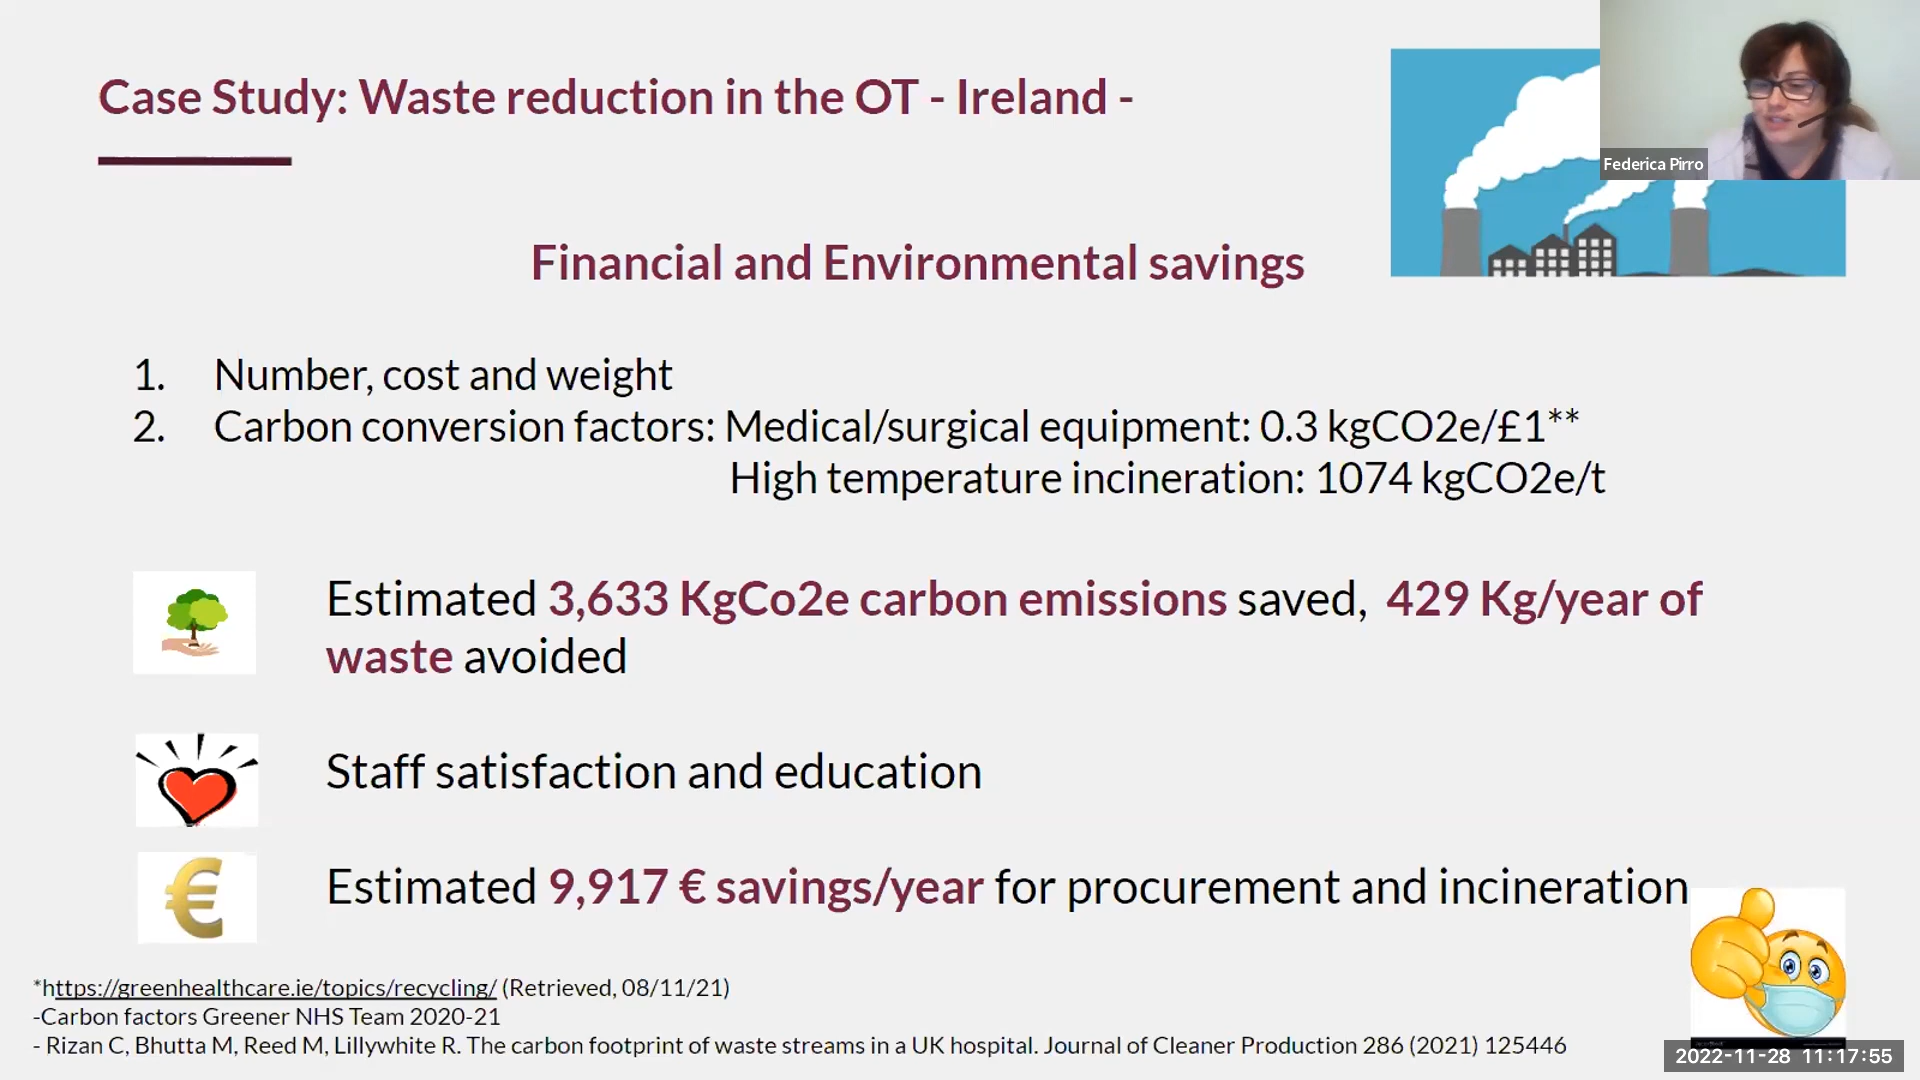 Case Study: Waste reduction in the OT - Ireland -
Federica Pirro
Financial and Environmental savings
1. Number, cost and weight
2. Carbon conversion factors: Medical/surgical equipment: 0.3 kgCO2e/£1**
High temperature incineration: 1074 kgCO2e/t
Estimated 3,633 KgCo2e carbon emissions saved, 429 Kg/year of
waste avoided
Staff satisfaction and education
Estimated 9,917 € savings/year for procurement and incineration
*https://greenhealthcare.ie/topics/recycling/ (Retrieved, 08/11/21)
-Carbon factors Greener NHS Team 2020-21
- Rizan C, Bhutta M, Reed M, Lillywhite R. The carbon footprint of waste streams in a UK hospital. Journal of Cleaner Production 286 (2021) 125446
2022-11-28 11:17:55